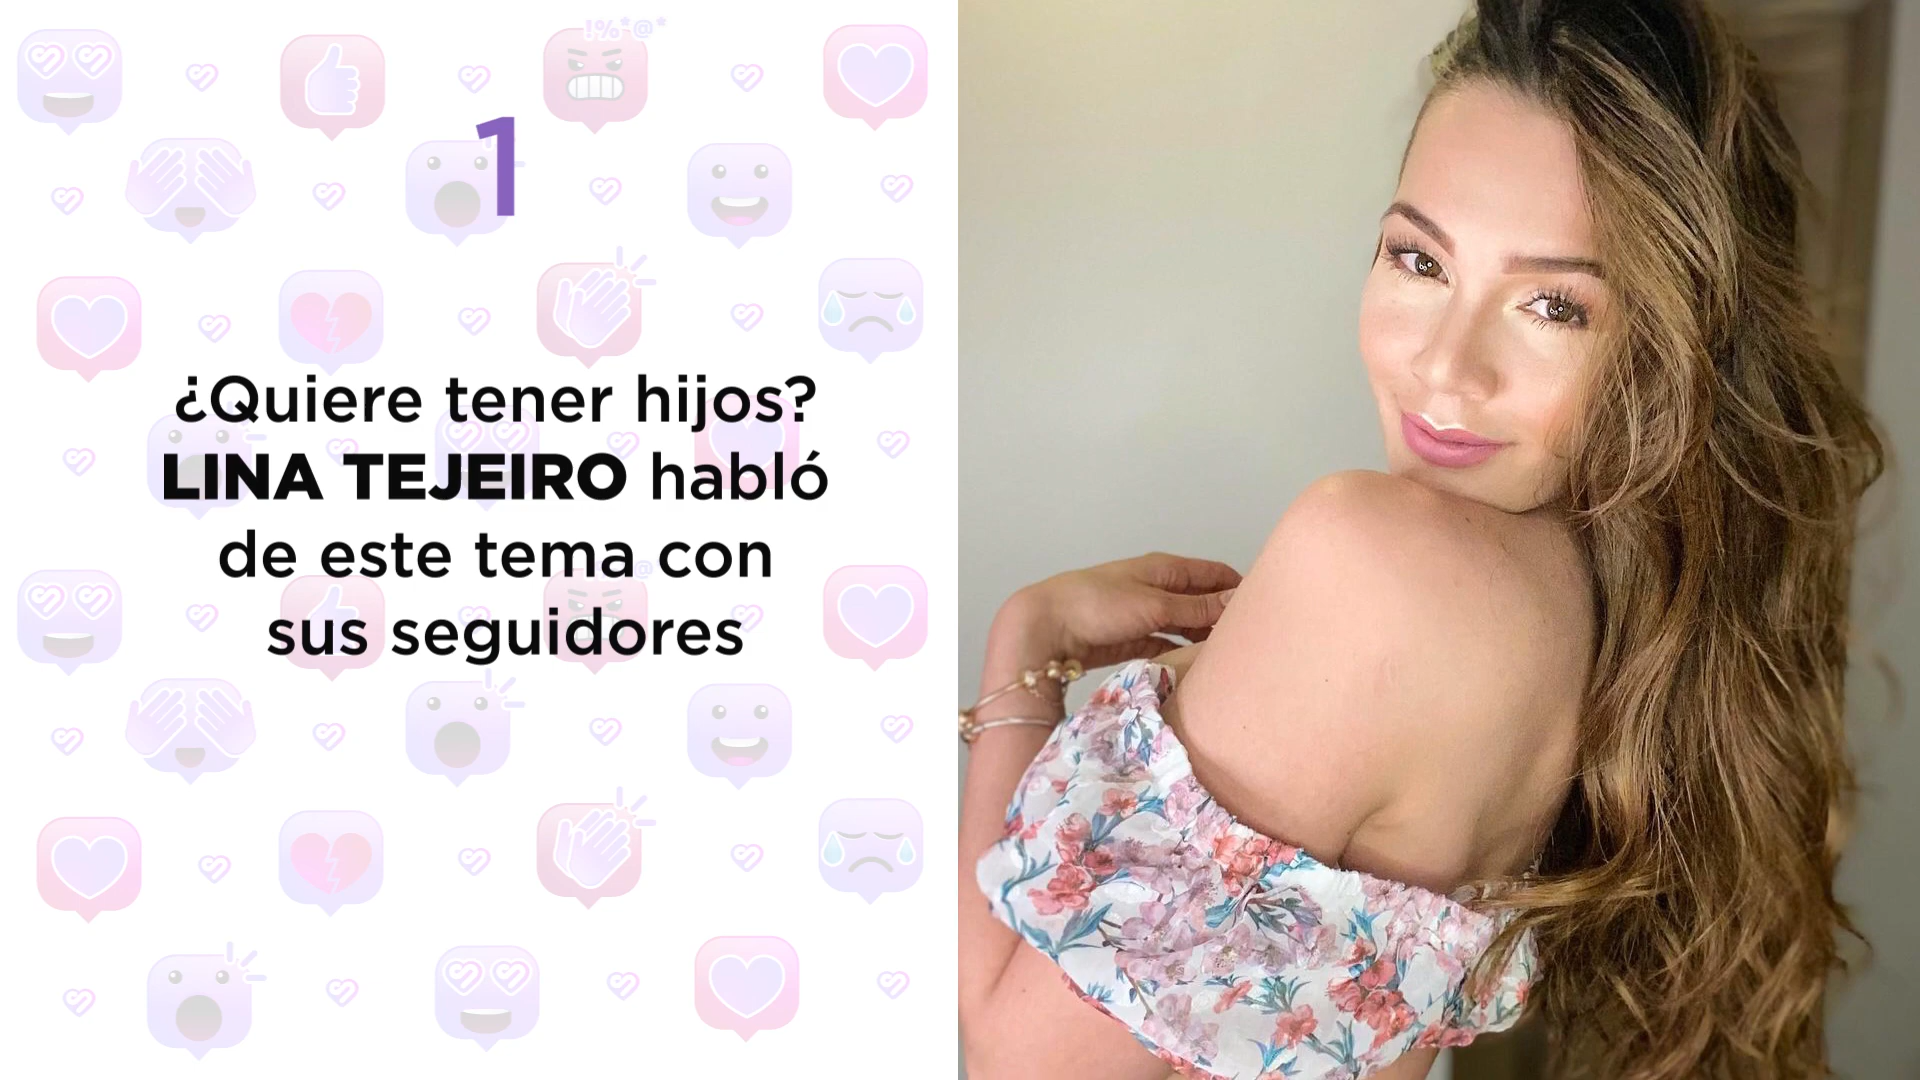 !%*@*
1
¿Quiere tener hijos?
LINA TEJEIRO habló
de este tema con
sus seguidores